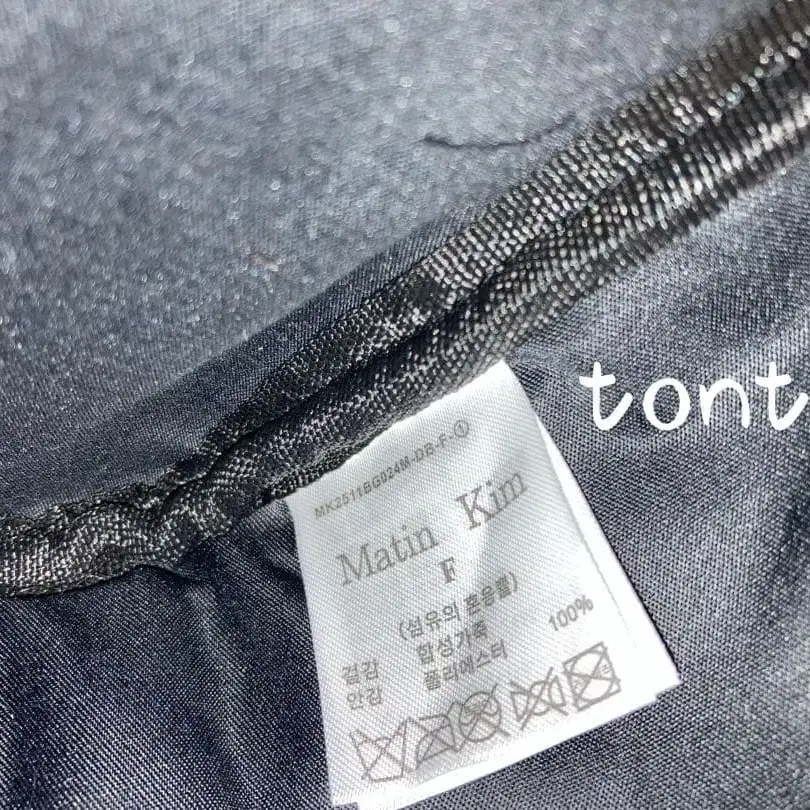 tont
MK2511BG024M-DB-F-①
Matin Kim
F
(섬유의 혼용률)
겉감 합성가죽
안감 폴리에스터 100%